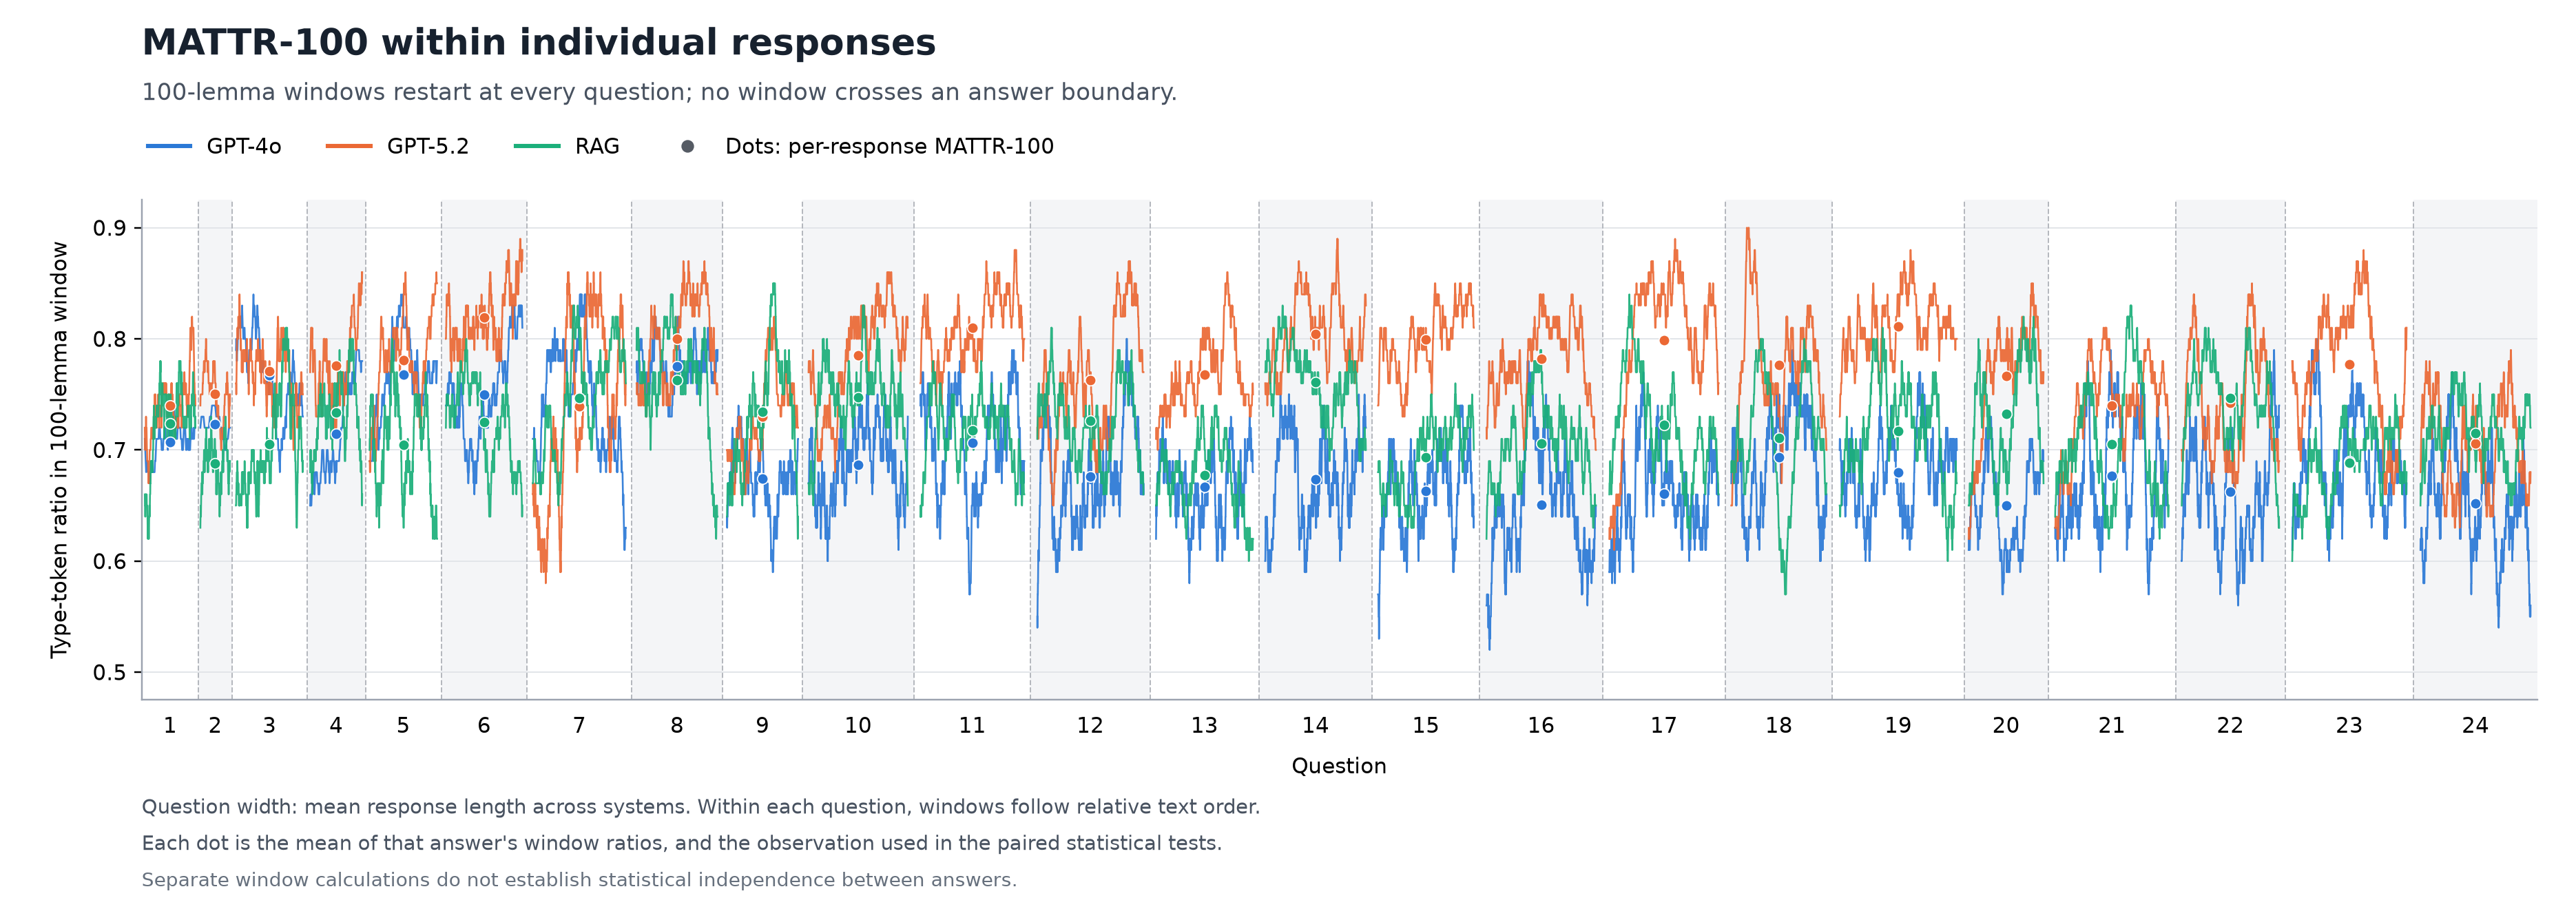 MATTR-100 within individual responses
100-lemma windows restart at every question; no window crosses an answer boundary.
GPT-4o GPT-5.2 RAG Dots: per-response MATTR-100
Type-token ratio in 100-lemma window
0.9
0.8
0.7
0.6
0.5
1 2 3 4 5 6 7 8 9 10 11 12 13 14 15 16 17 18 19 20 21 22 23 24
Question
Question width: mean response length across systems. Within each question, windows follow relative text order.
Each dot is the mean of that answer's window ratios, and the observation used in the paired statistical tests.
Separate window calculations do not establish statistical independence between answers.